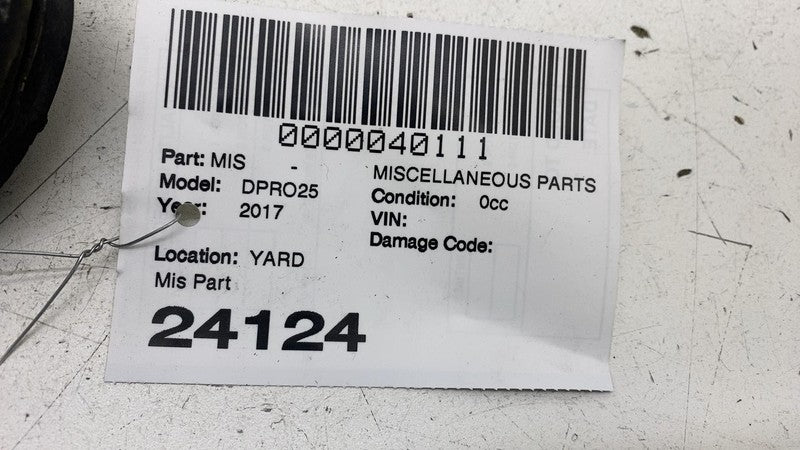 0000040111
Part: MIS -
MISCELLANEOUS PARTS
Model: DPRO25
Condition: 0cc
Year: 2017
VIN:
Damage Code:
Location: YARD
Mis Part
24124